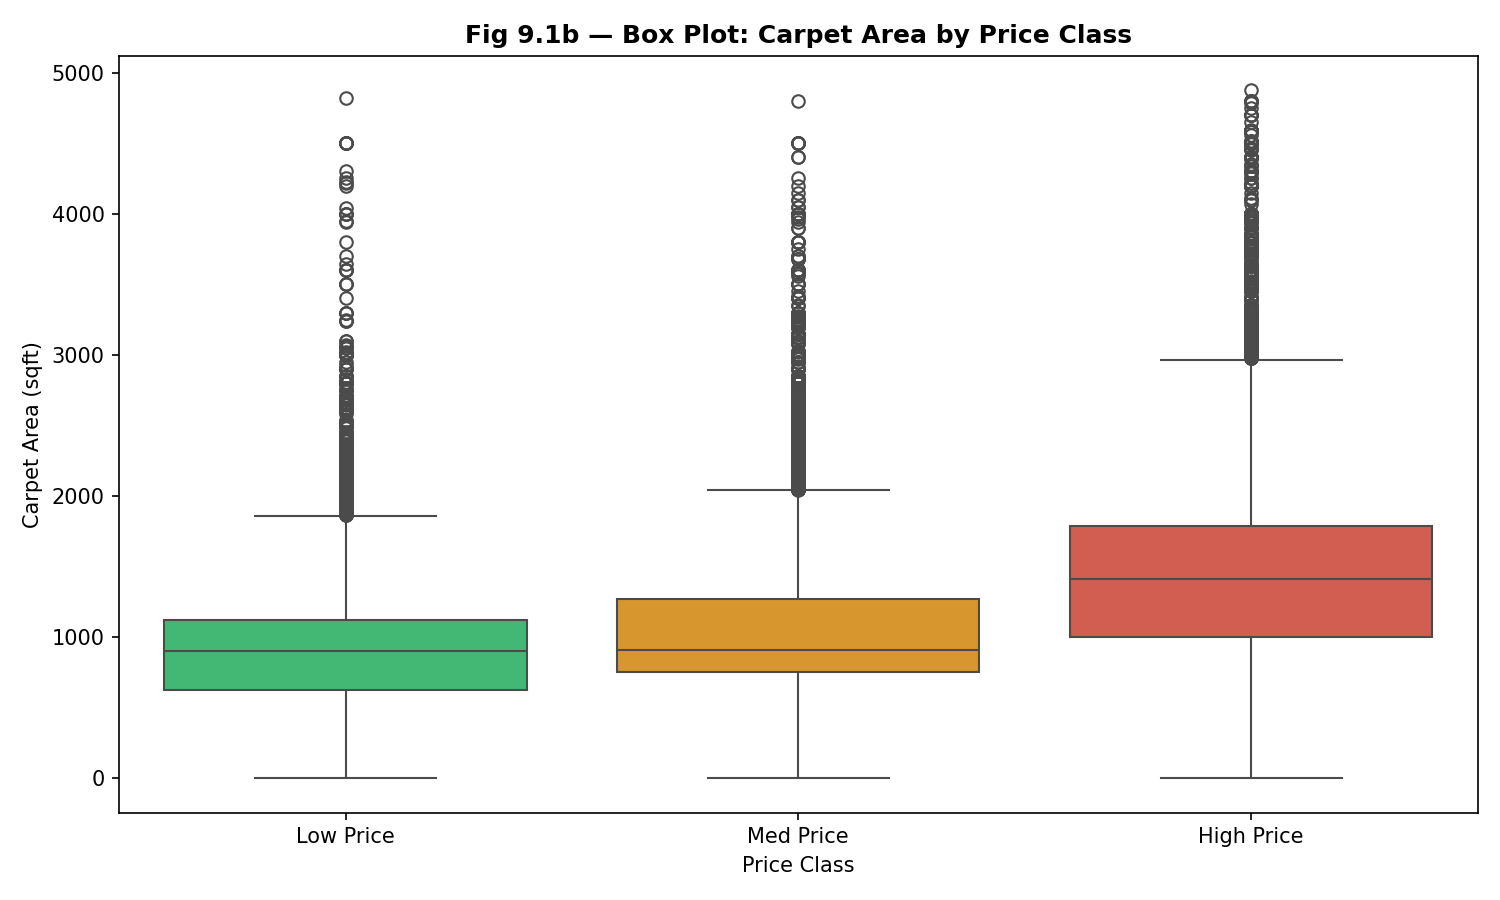 Fig 9.1b — Box Plot: Carpet Area by Price Class
Carpet Area (sqft)
5000
4000
3000
2000
1000
0
Low Price
Med Price
High Price
Price Class